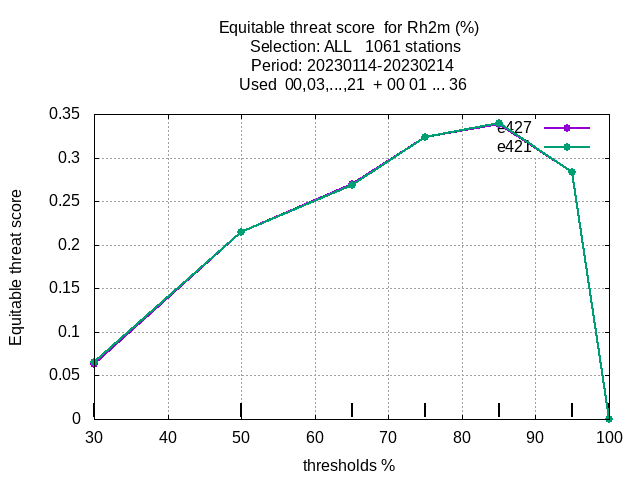 Equitable threat score  for Rh2m (%)
Selection: ALL   1061 stations
Period: 20230114-20230214
Used  00,03,...,21  + 00 01 ... 36
0.35
0.3
0.25
0.2
0.15
0.1
0.05
0
Equitable threat score
e427
e421
30 40 50 60 70 80 90 100
thresholds %